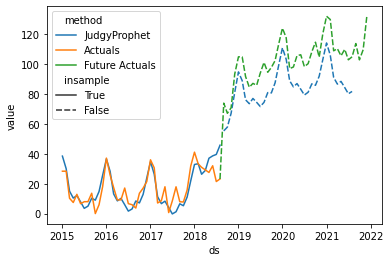 method
JudgyProphet
Actuals
Future Actuals
insample
True
False
value
120
100
80
60
40
20
0
2015 2016 2017 2018 2019 2020 2021 2022
ds